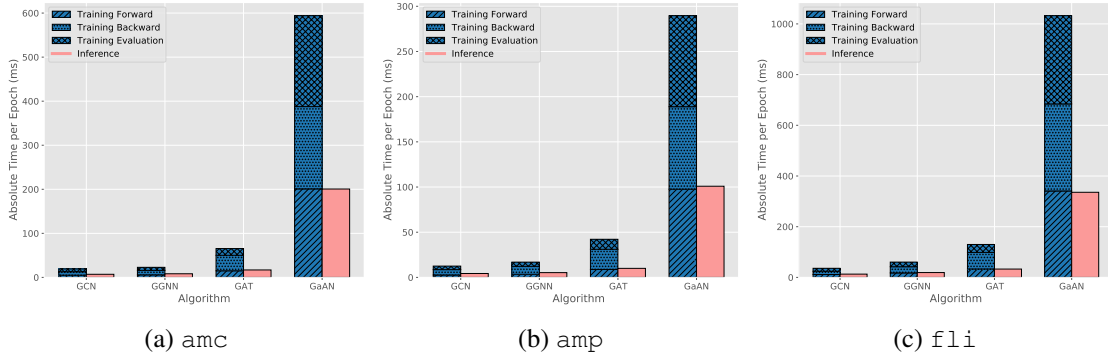 Training Forward
Training Backward
Training Evaluation
Inference
Absolute Time per Epoch (ms)
600
500
400
300
200
100
0
GCN
GGNN
GAT
GaAN
Algorithm
(a) amc
Training Forward
Training Backward
Training Evaluation
Inference
Absolute Time per Epoch (ms)
300
250
200
150
100
50
0
GCN
GGNN
GAT
GaAN
Algorithm
(b) amp
Training Forward
Training Backward
Training Evaluation
Inference
Absolute Time per Epoch (ms)
1000
800
600
400
200
0
GCN
GGNN
GAT
GaAN
Algorithm
(c) fli